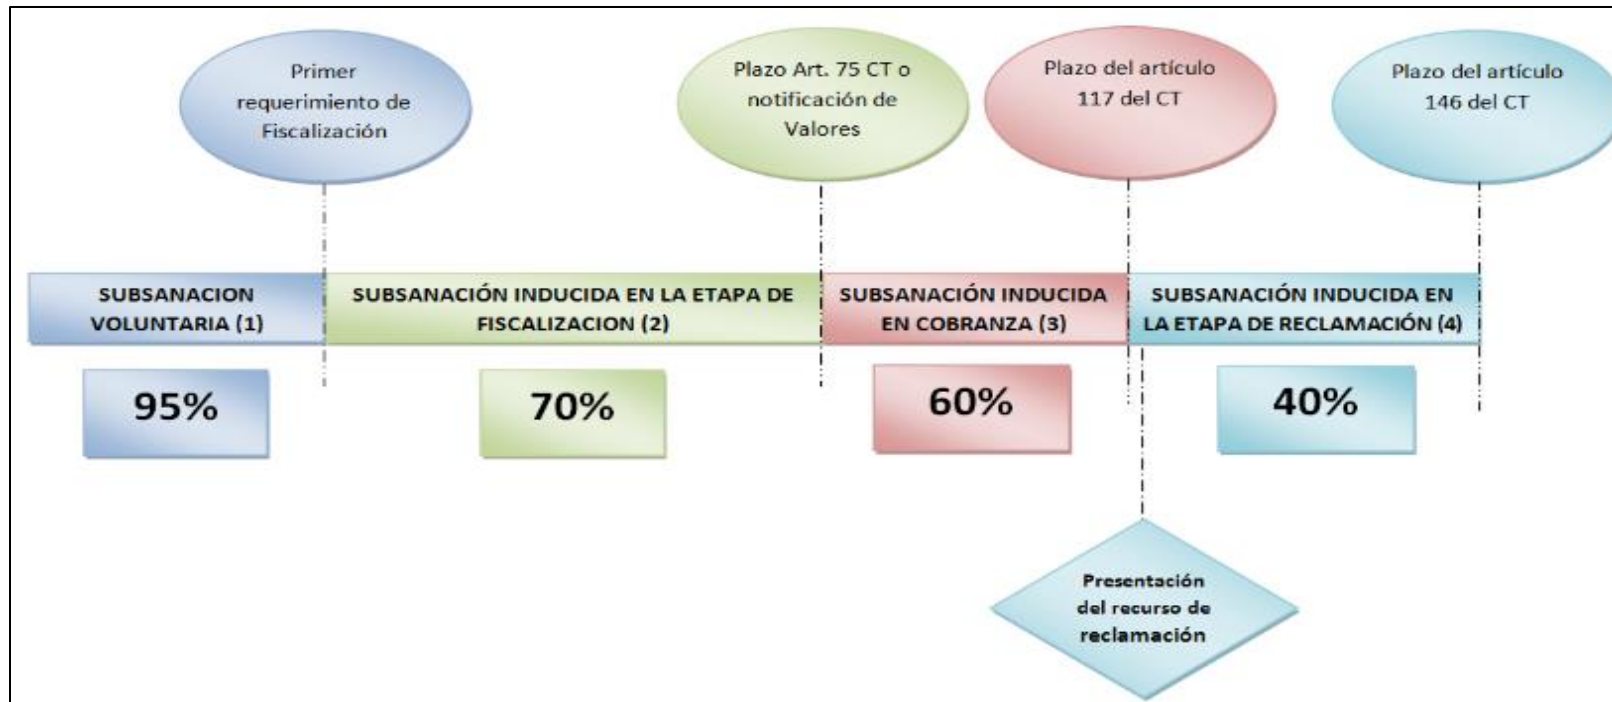 Primer
requerimiento de
Fiscalización
Plazo Art. 75 CT o
notificación de
Valores
Plazo del artículo
117 del CT
Plazo del artículo
146 del CT
SUBSANACION
VOLUNTARIA (1)
SUBSANACIÓN INDUCIDA EN LA ETAPA DE
FISCALIZACION (2)
SUBSANACIÓN INDUCIDA
EN COBRANZA (3)
SUBSANACIÓN INDUCIDA EN
LA ETAPA DE RECLAMACIÓN (4)
95%
70%
60%
40%
Presentación
del recurso de
reclamación